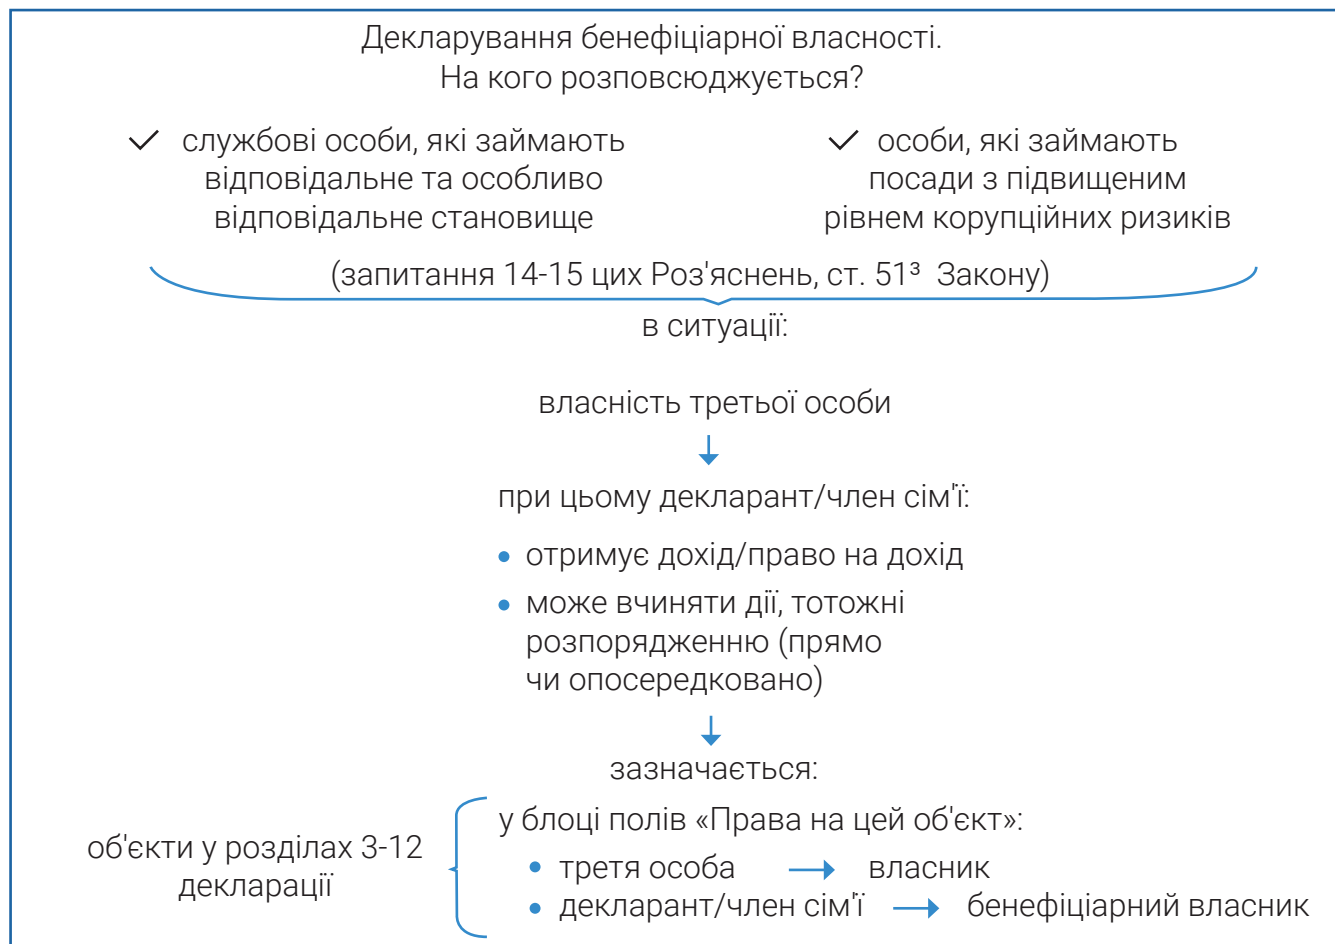 Декларування бенефіціарної власності.
На кого розповсюджується?
службові особи, які займають
відповідальне та особливо
відповідальне становище
особи, які займають
посади з підвищеним
рівнем корупційних ризиків
(запитання 14-15 цих Роз'яснень, ст. 51³ Закону)
в ситуації:
власність третьої особи
при цьому декларант/член сім'ї:
• отримує дохід/право на дохід
• може вчиняти дії, тотожні
розпорядженню (прямо
чи опосередковано)
зазначається:
об'єкти у розділах 3-12
декларації
у блоці полів «Права на цей об'єкт»:
• третя особа → власник
• декларант/член сім'ї → бенефіціарний власник